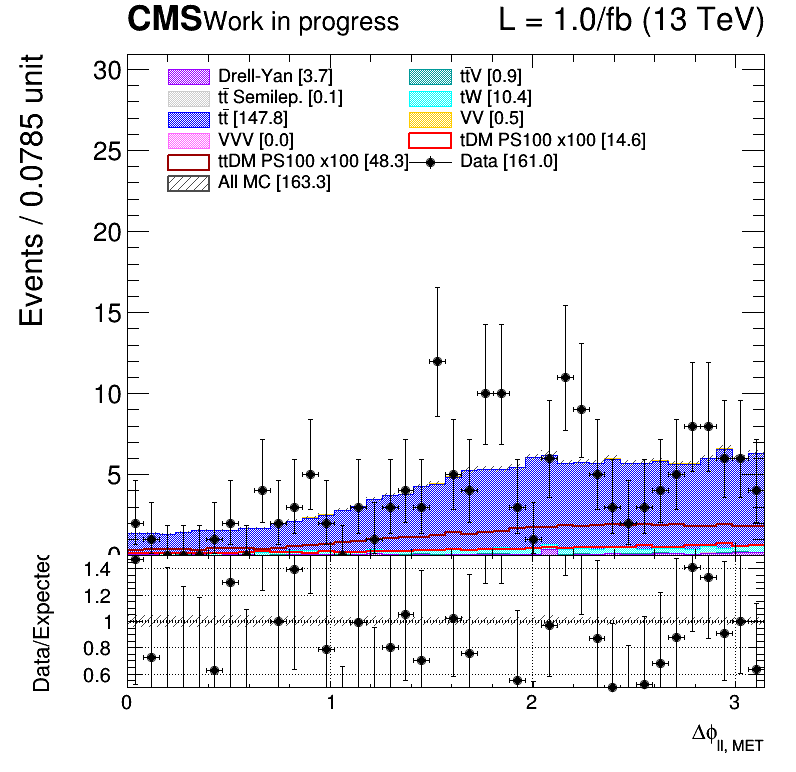 CMS Work in progress L = 1.0/fb (13 TeV)
Events / 0.0785 unit
30
25
20
15
10
5
0
Drell-Yan [3.7] tt̄V [0.9]
tt̄ Semilep. [0.1] tW [10.4]
tt̄ [147.8] VV [0.5]
VVV [0.0] tDM PS100 x100 [14.6]
ttDM PS100 x100 [48.3] Data [161.0]
All MC [163.3]
Data/Expected
1.4
1.2
1
0.8
0.6
0 1 2 3
Δϕll, MET